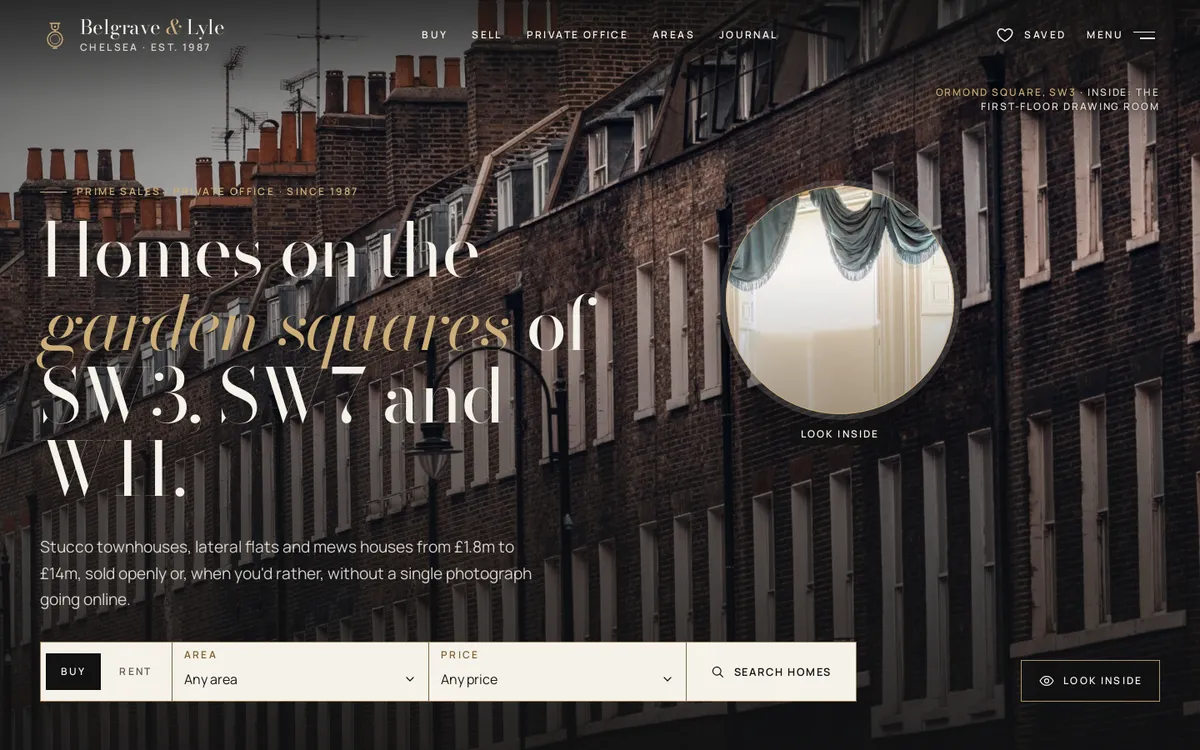 Belgrave & Lyle
CHELSEA · EST. 1987
BUY SELL PRIVATE OFFICE AREAS JOURNAL
SAVED MENU
ORMOND SQUARE, SW3 · INSIDE: THE
FIRST-FLOOR DRAWING ROOM
PRIME SALES · PRIVATE OFFICE · SINCE 1987
Homes on the
garden squares of
SW3, SW7 and
W11.
LOOK INSIDE
Stucco townhouses, lateral flats and mews houses from £1.8m to
£14m, sold openly or, when you'd rather, without a single photograph
going online.
BUY RENT
AREA
Any area
PRICE
Any price
SEARCH HOMES
LOOK INSIDE